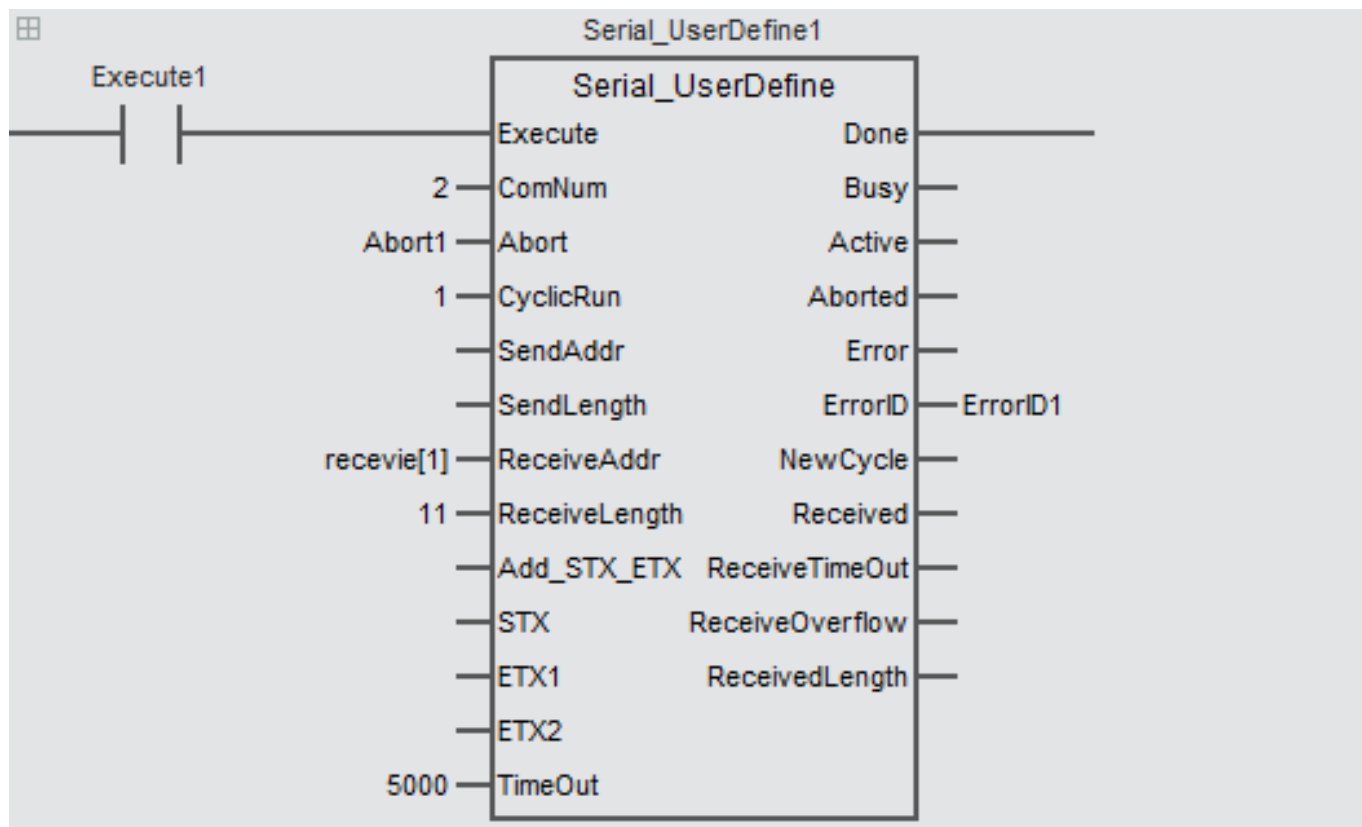 Serial_UserDefine1
Execute1
Serial_UserDefine
Execute Done
2 ComNum Busy
Abort1 Abort Active
1 CyclicRun Aborted
SendAddr Error
SendLength ErrorID ErrorID1
recevie[1] ReceiveAddr NewCycle
11 ReceiveLength Received
Add_STX_ETX ReceiveTimeOut
STX ReceiveOverflow
ETX1 ReceivedLength
ETX2
5000 TimeOut